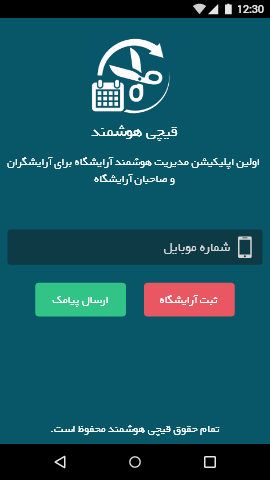 12:30
قیچی هوشمند
اولین اپلیکیشن مدیریت هوشمند آرایشگاه برای آرایشگران
و صاحبان آرایشگاه
شماره موبایل
ثبت آرایشگاه
ارسال پیامک
تمام حقوق قیچی هوشمند محفوظ است.